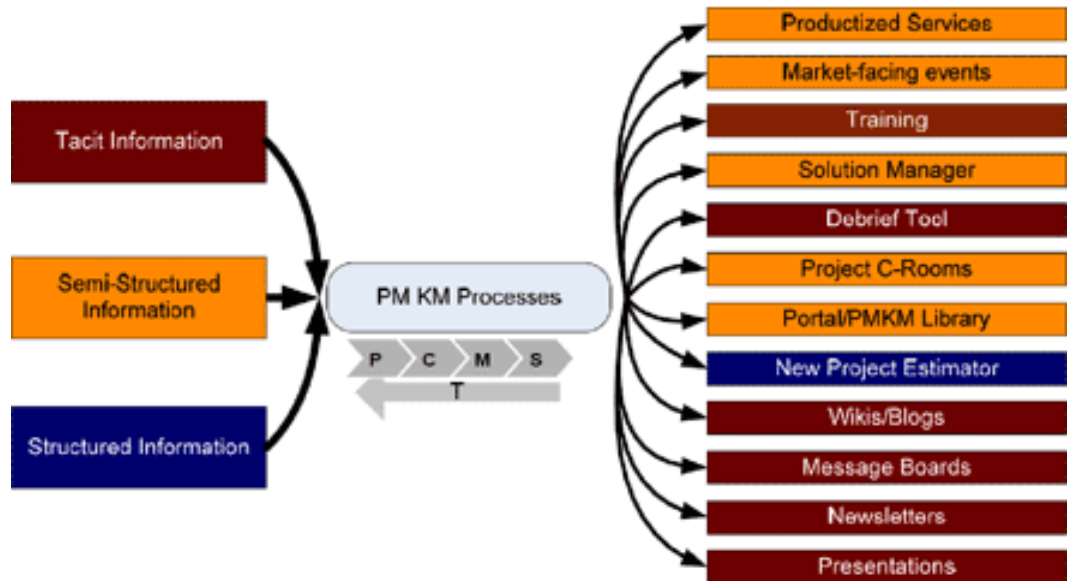 Tacit Information
Semi-Structured
Information
Structured Information
PM KM Processes
P C M S
T
Productized Services
Market-facing events
Training
Solution Manager
Debrief Tool
Project C-Rooms
Portal/PMKM Library
New Project Estimator
Wikis/Blogs
Message Boards
Newsletters
Presentations